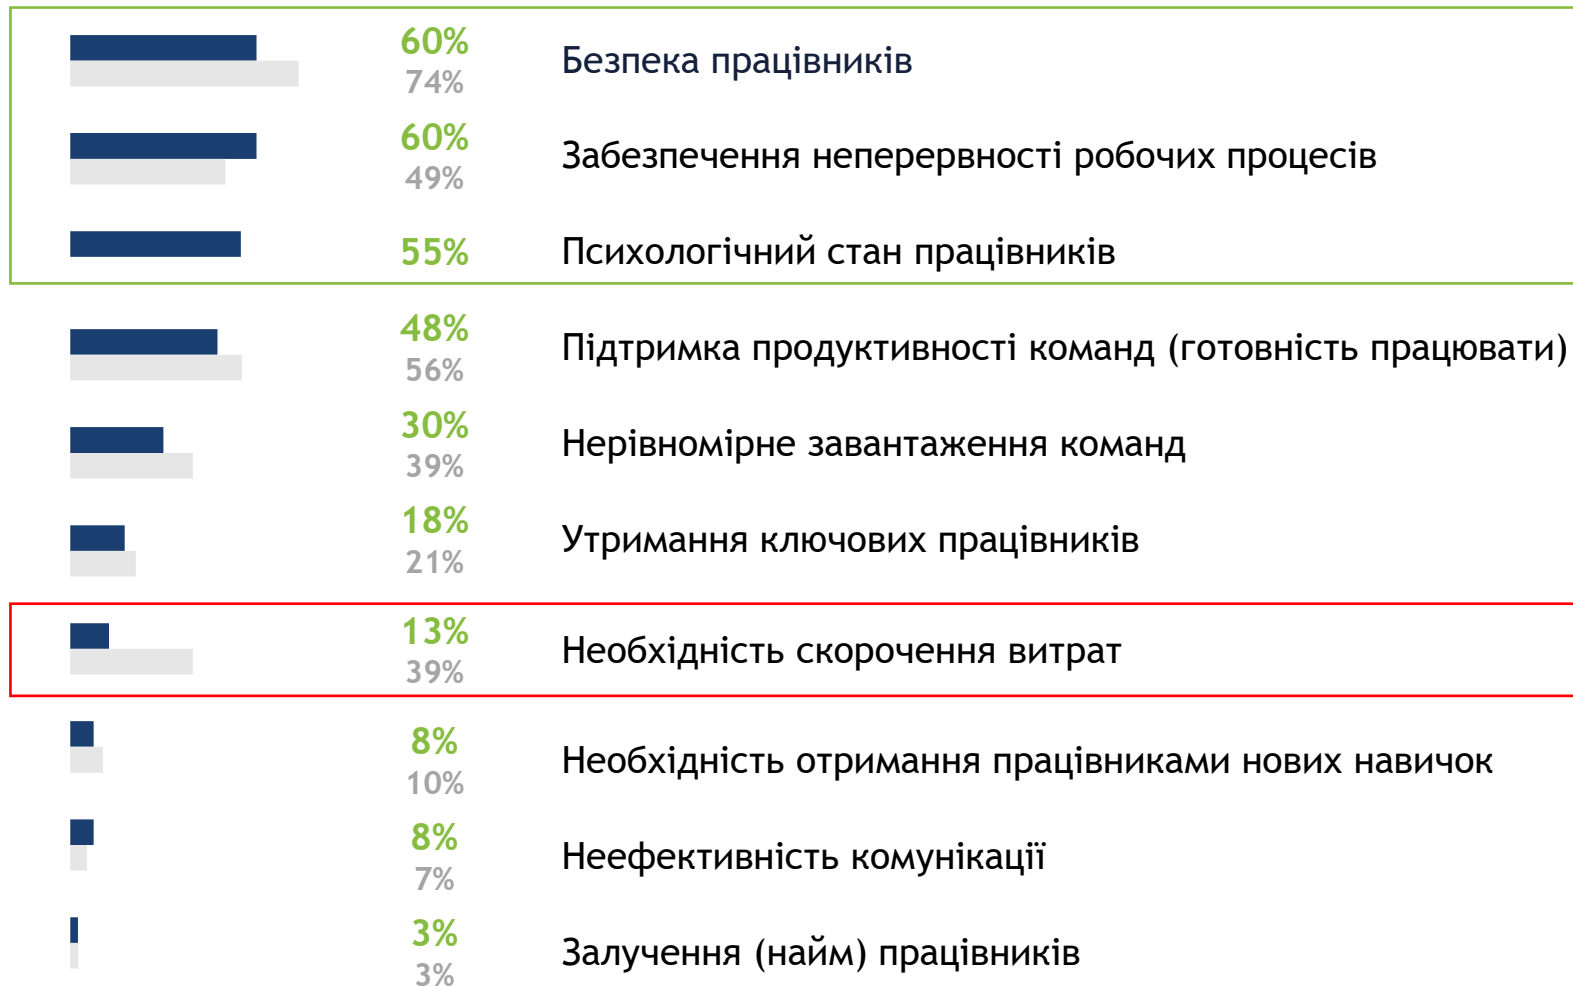 60%
74%
Безпека працівників
60%
49%
Забезпечення неперервності робочих процесів
55%
Психологічний стан працівників
48%
56%
Підтримка продуктивності команд (готовність працювати)
30%
39%
Нерівномірне завантаження команд
18%
21%
Утримання ключових працівників
13%
39%
Необхідність скорочення витрат
8%
10%
Необхідність отримання працівниками нових навичок
8%
7%
Неефективність комунікації
3%
3%
Залучення (найм) працівників